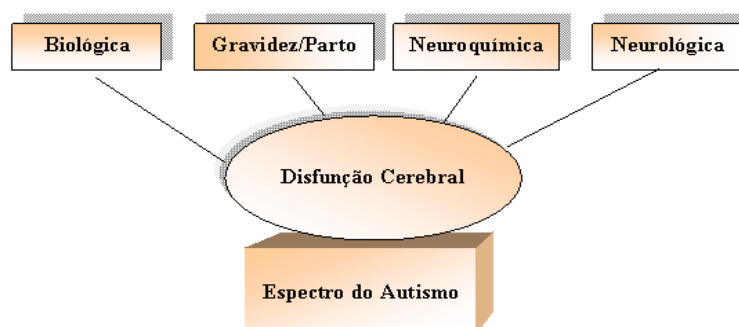 Biológica
Gravidez/Parto
Neuroquímica
Neurológica
Disfunção Cerebral
Espectro do Autismo